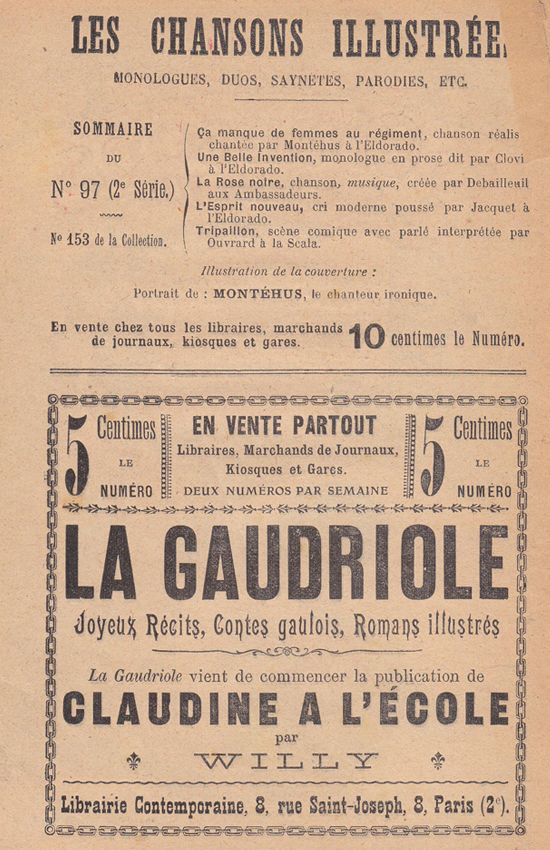 LES CHANSONS ILLUSTRÉE
MONOLOGUES, DUOS, SAYNETES, PARODIES, ETC.
SOMMAIRE
DU
N° 97 (2e Série.)
N° 153 de la Collection.
Ça manque de femmes au régiment, chanson réalis
chantée par Montéhus à l'Eldorado.
Une Belle Invention, monologue en prose dit par Clovi
à l'Eldorado.
La Rose noire, chanson, musique, créée par Debailleuil
aux Ambassadeurs.
L'Esprit nouveau, cri moderne poussé par Jacquet à
l'Eldorado.
Tripaillon, scène comique avec parlé interprétée par
Ouvrard à la Scala.
Illustration de la couverture :
Portrait de : MONTÉHUS, le chanteur ironique.
En vente chez tous les libraires, marchands
de journaux, kiosques et gares.
10 centimes le Numéro.
5 Centimes
LE
NUMÉRO
EN VENTE PARTOUT
Libraires, Marchands de Journaux,
Kiosques et Gares.
DEUX NUMÉROS PAR SEMAINE
5 Centimes
LE
NUMÉRO
LA GAUDRIOLE
Joyeux Récits, Contes gaulois, Romans illustrés
La Gaudriole vient de commencer la publication de
CLAUDINE A L'ÉCOLE
par
WILLY
Librairie Contemporaine, 8, rue Saint-Joseph, 8, Paris (2e).